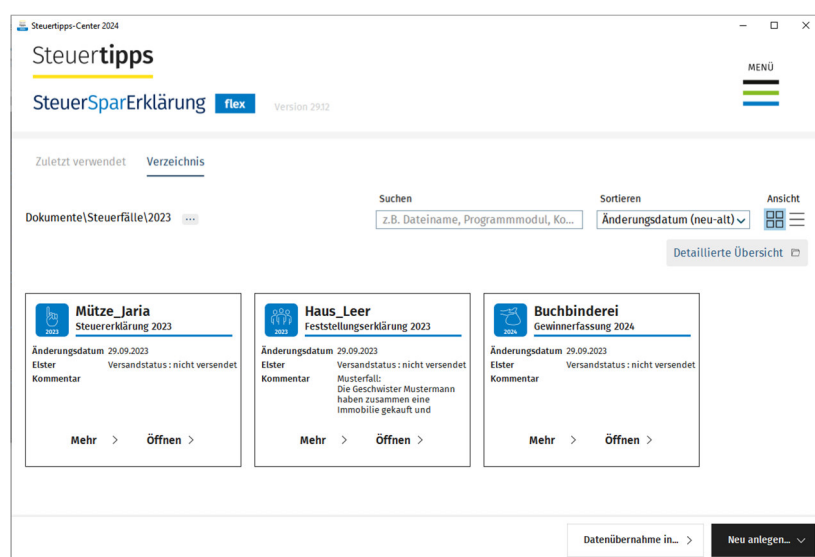 Steuertipps-Center 2024
Steuertipps
MENÜ
SteuerSparErklärung flex Version 29.12
Zuletzt verwendet Verzeichnis
Suchen Sortieren Ansicht
Dokumente\Steuerfälle\2023 ... z.B. Dateiname, Programmmodul, Ko... Änderungsdatum (neu-alt)
Detaillierte Übersicht
2023
Mütze_Jaria
Steuererklärung 2023
Änderungsdatum 29.09.2023
Elster Versandstatus : nicht versendet
Kommentar
Mehr > Öffnen >
2023
Haus_Leer
Feststellungserklärung 2023
Änderungsdatum 29.09.2023
Elster Versandstatus : nicht versendet
Kommentar Musterfall:
Die Geschwister Mustermann
haben zusammen eine
Immobilie gekauft und
Mehr > Öffnen >
2024
Buchbinderei
Gewinnerfassung 2024
Änderungsdatum 29.09.2023
Elster Versandstatus : nicht versendet
Kommentar
Mehr > Öffnen >
Datenübernahme in... > Neu anlegen...